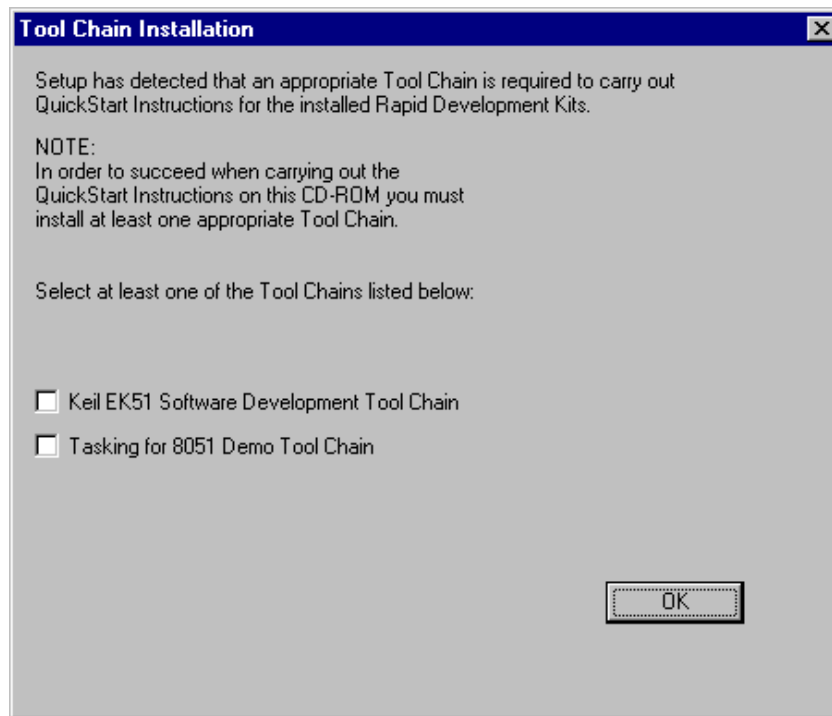 Tool Chain Installation
Setup has detected that an appropriate Tool Chain is required to carry out
QuickStart Instructions for the installed Rapid Development Kits.
NOTE:
In order to succeed when carrying out the
QuickStart Instructions on this CD-ROM you must
install at least one appropriate Tool Chain.
Select at least one of the Tool Chains listed below:
Keil EK51 Software Development Tool Chain
Tasking for 8051 Demo Tool Chain
OK